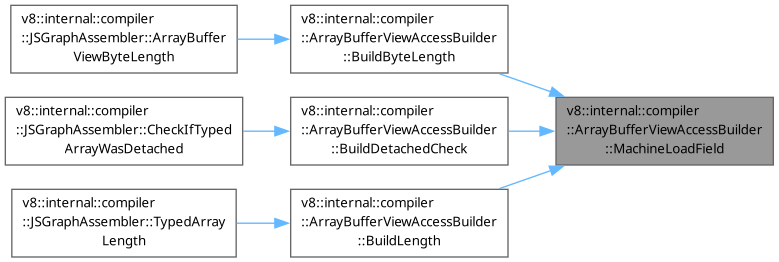 v8::internal::compiler
::JSGraphAssembler::ArrayBuffer
ViewByteLength
v8::internal::compiler
::ArrayBufferViewAccessBuilder
::BuildByteLength
v8::internal::compiler
::JSGraphAssembler::CheckIfTyped
ArrayWasDetached
v8::internal::compiler
::ArrayBufferViewAccessBuilder
::BuildDetachedCheck
v8::internal::compiler
::ArrayBufferViewAccessBuilder
::MachineLoadField
v8::internal::compiler
::JSGraphAssembler::TypedArray
Length
v8::internal::compiler
::ArrayBufferViewAccessBuilder
::BuildLength